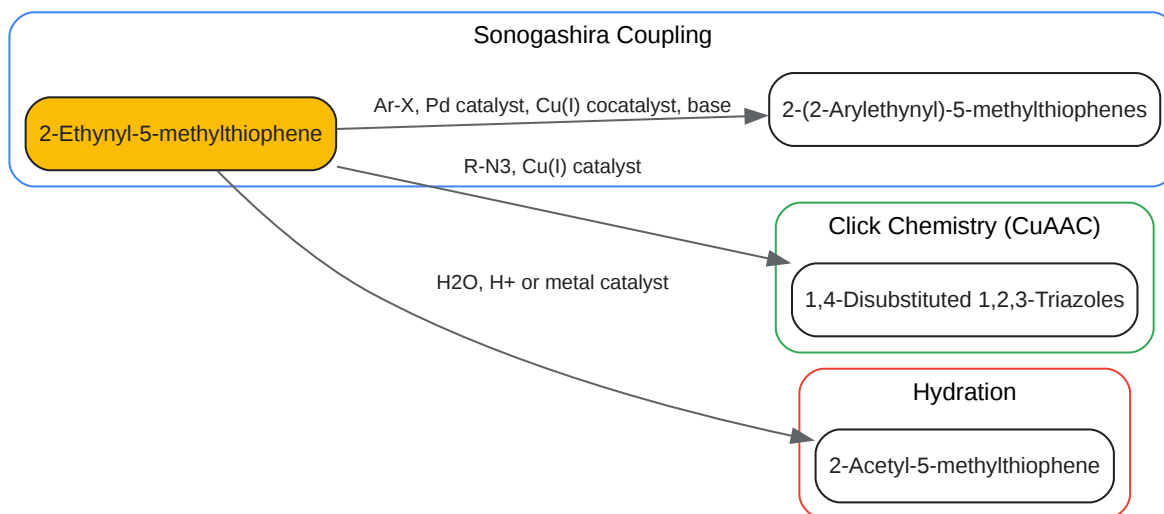 Sonogashira Coupling
2-Ethynyl-5-methylthiophene
Ar-X, Pd catalyst, Cu(I) cocatalyst, base
2-(2-Arylethynyl)-5-methylthiophenes
R-N3, Cu(I) catalyst
Click Chemistry (CuAAC)
1,4-Disubstituted 1,2,3-Triazoles
H2O, H+ or metal catalyst
Hydration
2-Acetyl-5-methylthiophene